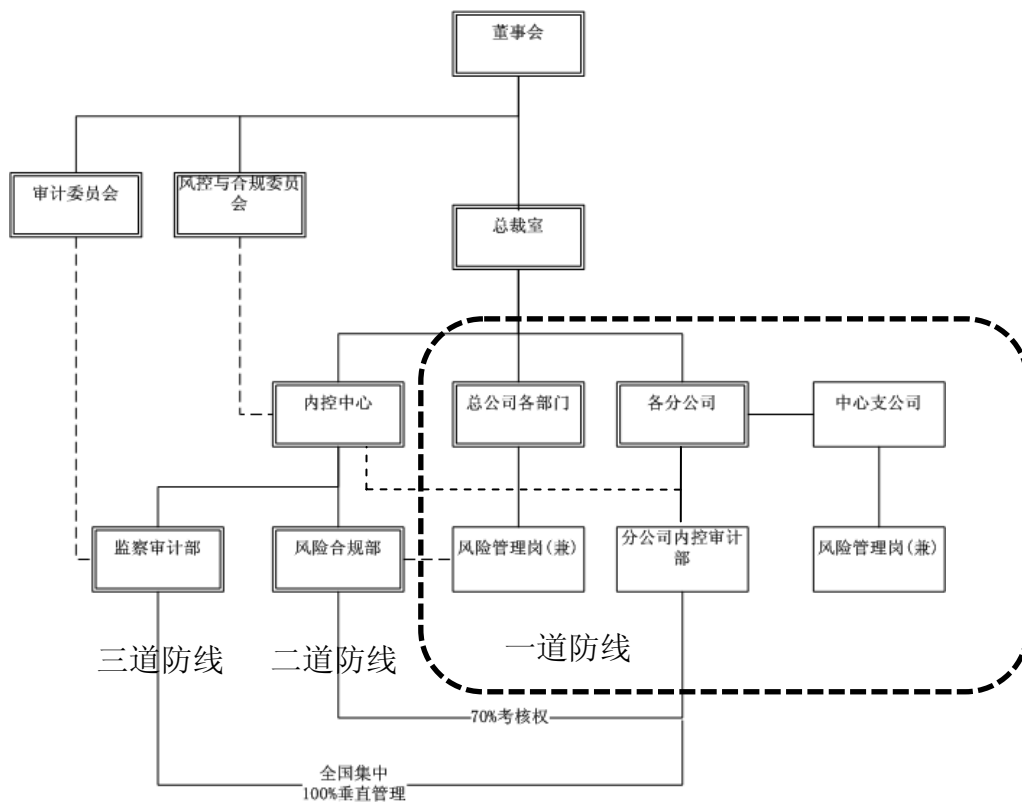 董事会
审计委员会
风控与合规委员
会
总裁室
内控中心
总公司各部门
各分公司
中心支公司
监察审计部
风险合规部
风险管理岗(兼)
分公司内控审计
部
风险管理岗(兼)
三道防线
二道防线
一道防线
70%考核权
全国集中
100%垂直管理